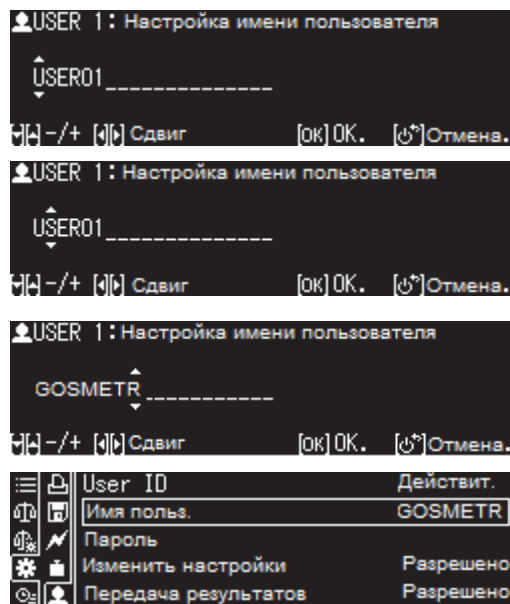 USER 1: Настройка имени пользователя
USER01______________
-/+ Сдвиг [OK] OK. Отмена.
USER 1: Настройка имени пользователя
USER01______________
-/+ Сдвиг [OK] OK. Отмена.
USER 1: Настройка имени пользователя
GOSMETR___________
-/+ Сдвиг [OK] OK. Отмена.
User ID Действит.
Имя польз. GOSMETR
Пароль
Изменить настройки Разрешено
Передача результатов Разрешено